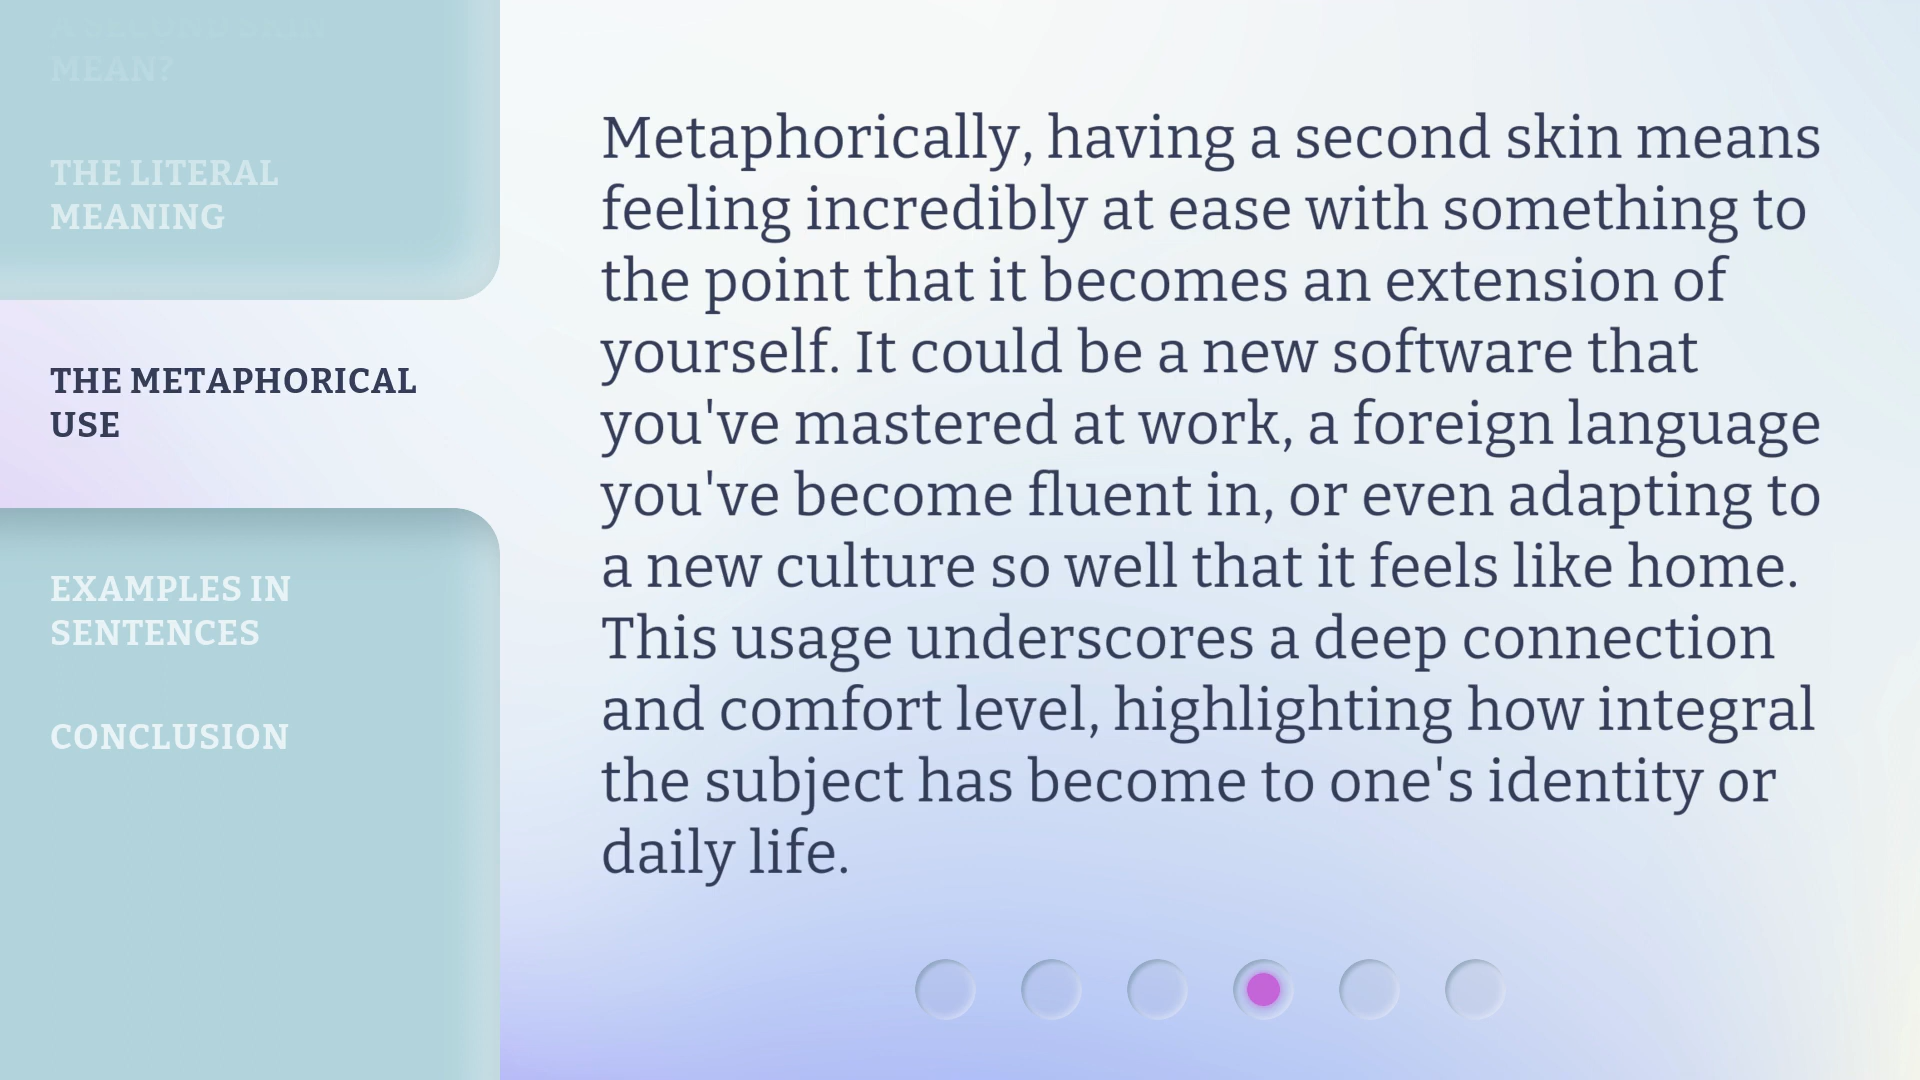 A SECOND SKIN
MEAN?
THE LITERAL
MEANING
THE METAPHORICAL
USE
EXAMPLES IN
SENTENCES
CONCLUSION
Metaphorically, having a second skin means
feeling incredibly at ease with something to
the point that it becomes an extension of
yourself. It could be a new software that
you've mastered at work, a foreign language
you've become fluent in, or even adapting to
a new culture so well that it feels like home.
This usage underscores a deep connection
and comfort level, highlighting how integral
the subject has become to one's identity or
daily life.